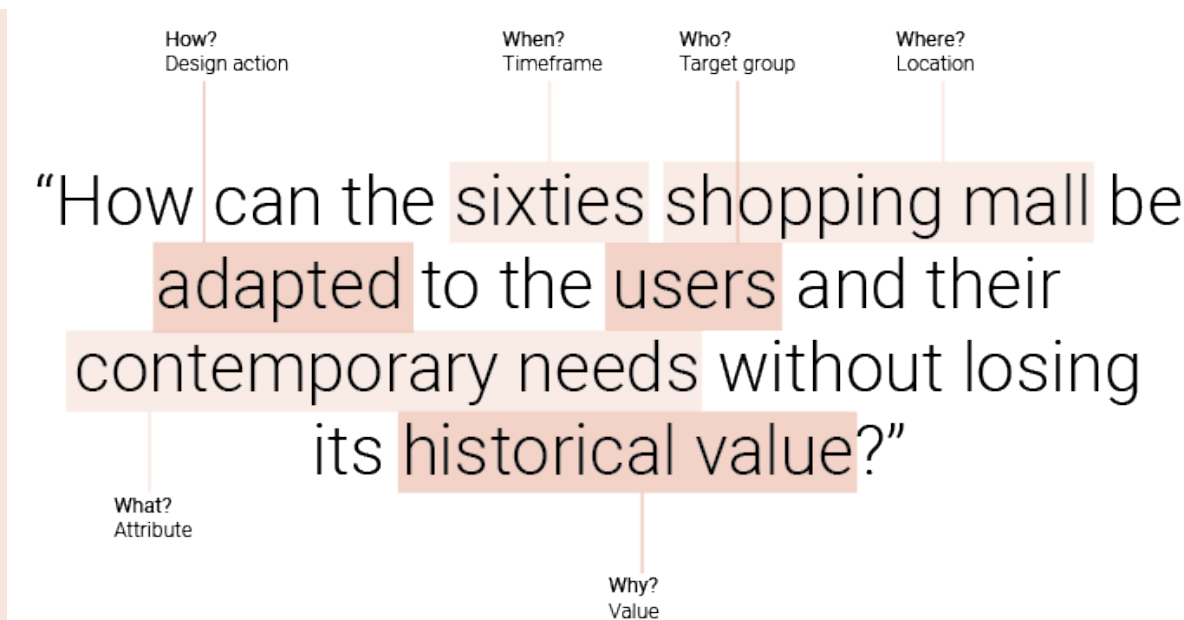 How?
Design action
When?
Timeframe
Who?
Target group
Where?
Location
“How can the sixties shopping mall be
adapted to the users and their
contemporary needs without losing
its historical value?”
What?
Attribute
Why?
Value